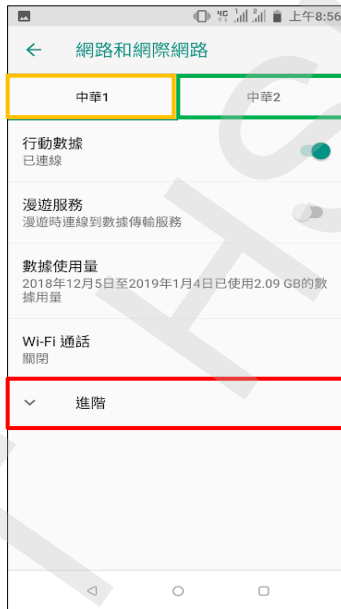 4G 1 2 上午8:56
網路和網際網路
中華1 中華2
行動數據
已連線
漫遊服務
漫遊時連線到數據傳輸服務
數據使用量
2018年12月5日至2019年1月4日已使用2.09 GB的數
據用量
Wi-Fi 通話
關閉
進階